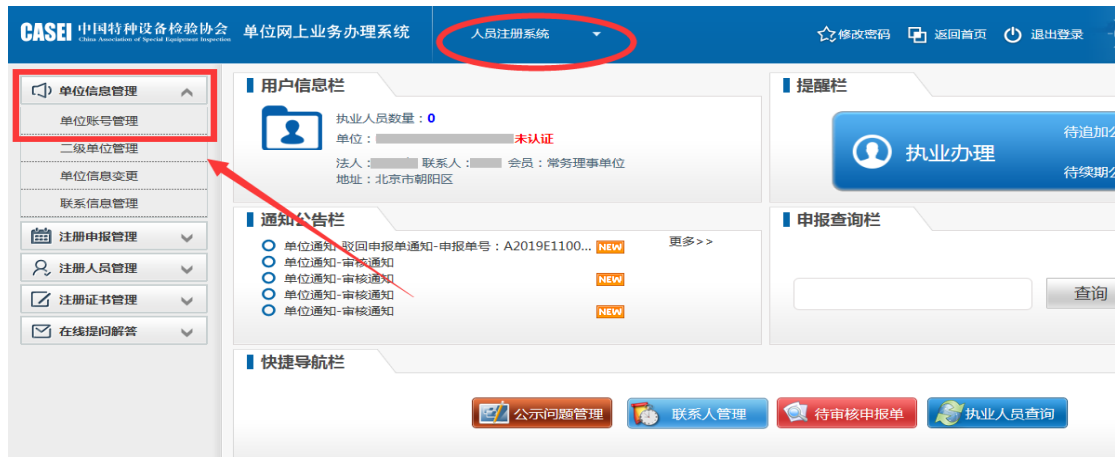 CASEI 中国特种设备检验协会 单位网上业务办理系统 人员注册系统 修改密码 返回首页 退出登录
China Association of Special Equipment Inspection
单位信息管理
单位账号管理
二级单位管理
单位信息变更
联系信息管理
注册申报管理
注册人员管理
注册证书管理
在线提问解答
用户信息栏
执业人员数量：0
单位： 未认证
法人： 联系人： 会员：常务理事单位
地址：北京市朝阳区
提醒栏
执业办理
待追加公
待续期公
通知公告栏
更多>>
单位通知-驳回申报单通知-申报单号：A2019E1100... NEW
单位通知-审核通知
单位通知-审核通知 NEW
单位通知-审核通知
单位通知-审核通知 NEW
申报查询栏
查询
快捷导航栏
公示问题管理 联系人管理 待审核申报单 执业人员查询